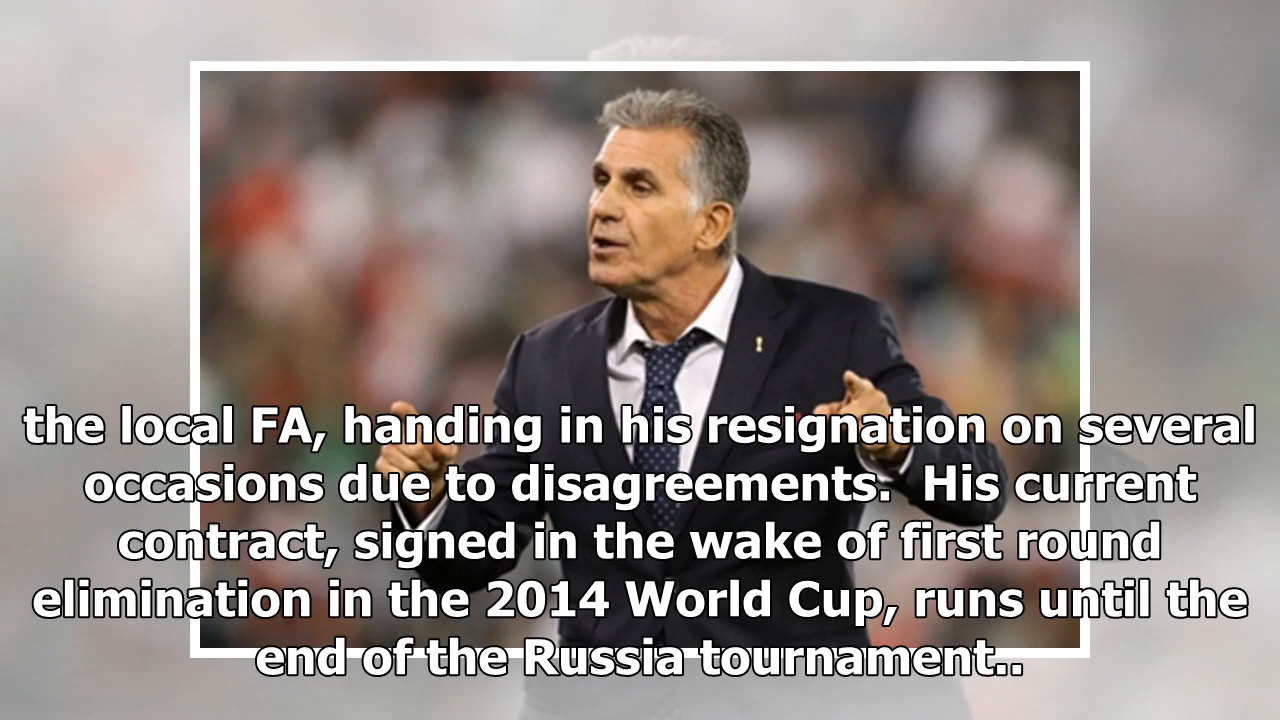 the local FA, handing in his resignation on several
occasions due to disagreements.  His current
contract, signed in the wake of first round
elimination in the 2014 World Cup, runs until the
end of the Russia tournament..